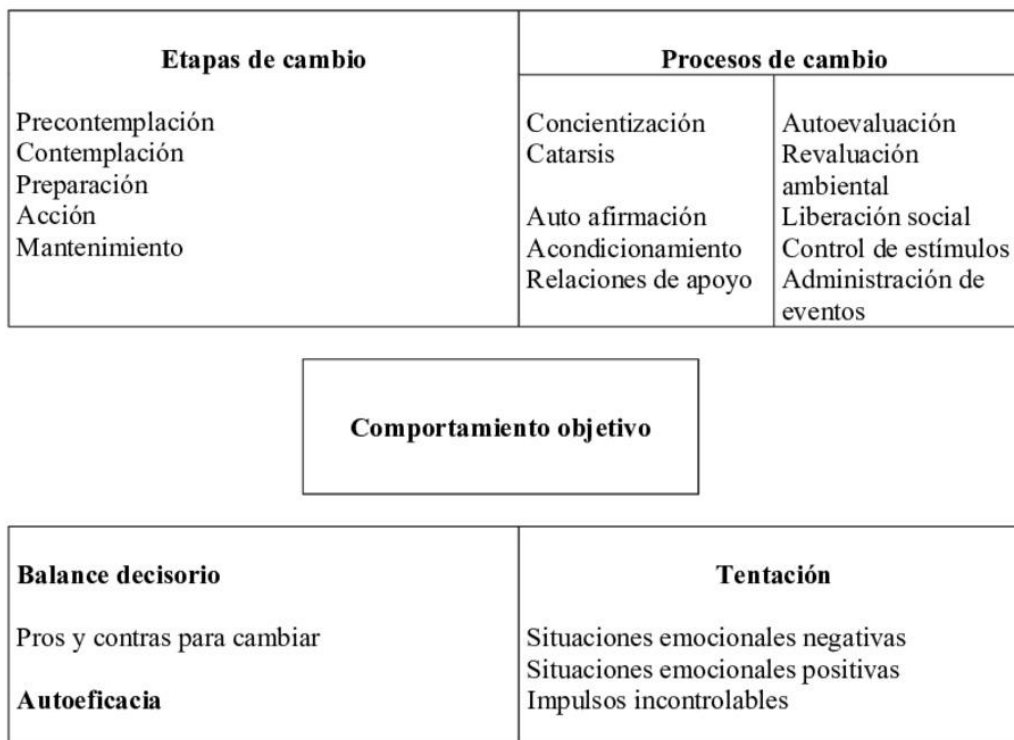 Etapas de cambio
Precontemplación
Contemplación
Preparación
Acción
Mantenimiento
Procesos de cambio
Concientización
Catarsis
Auto afirmación
Acondicionamiento
Relaciones de apoyo
Autoevaluación
Revaluación
ambiental
Liberación social
Control de estímulos
Administración de
eventos
Comportamiento objetivo
Balance decisorio
Pros y contras para cambiar
Autoeficacia
Tentación
Situaciones emocionales negativas
Situaciones emocionales positivas
Impulsos incontrolables